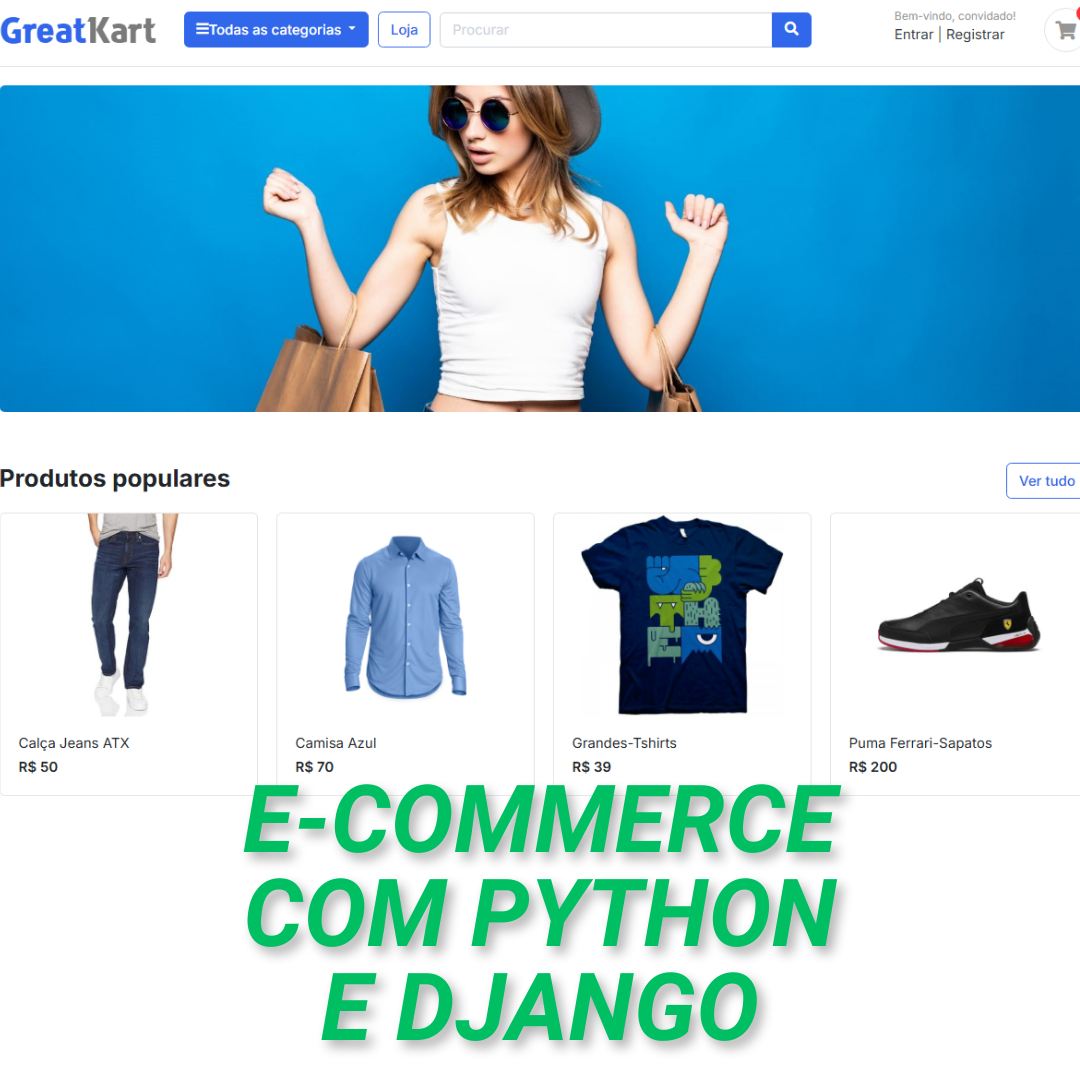 GreatKart
Todas as categorias
Loja
Procurar
Bem-vindo, convidado!
Entrar | Registrar
Produtos populares
Ver tudo
Calça Jeans ATX
R$ 50
Camisa Azul
R$ 70
Grandes-Tshirts
R$ 39
Puma Ferrari-Sapatos
R$ 200
E-COMMERCE
COM PYTHON
E DJANGO